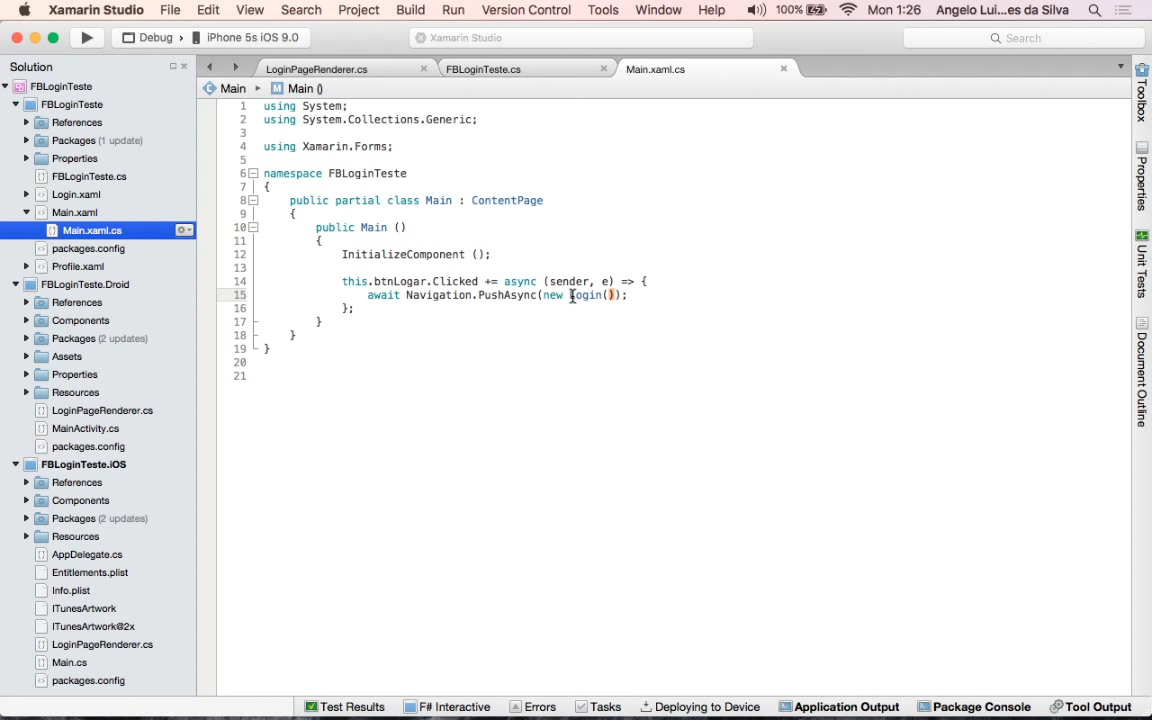 Xamarin Studio File Edit View Search Project Build Run Version Control Tools Window Help 100% Mon 1:26 Angelo Lui...es da Silva
Debug iPhone 5s iOS 9.0 Xamarin Studio Search
Solution
LoginPageRenderer.cs FBLoginTeste.cs Main.xaml.cs
Main Main ()
FBLoginTeste
FBLoginTeste
References
Packages (1 update)
Properties
FBLoginTeste.cs
Login.xaml
Main.xaml
Main.xaml.cs
packages.config
Profile.xaml
FBLoginTeste.Droid
References
Components
Packages (2 updates)
Assets
Properties
Resources
LoginPageRenderer.cs
MainActivity.cs
packages.config
FBLoginTeste.iOS
References
Components
Packages (2 updates)
Resources
AppDelegate.cs
Entitlements.plist
Info.plist
ITunesArtwork
ITunesArtwork@2x
LoginPageRenderer.cs
Main.cs
packages.config
1 using System;
2 using System.Collections.Generic;
3
4 using Xamarin.Forms;
5
6 namespace FBLoginTeste
7 {
8 public partial class Main : ContentPage
9 {
10 public Main ()
11 {
12 InitializeComponent ();
13
14 this.btnLogar.Clicked += async (sender, e) => {
15 await Navigation.PushAsync(new Login());
16 };
17 }
18 }
19 }
20
21
Toolbox
Properties
Unit Tests
Document Outline
Test Results F# Interactive Errors Tasks Deploying to Device Application Output Package Console Tool Output